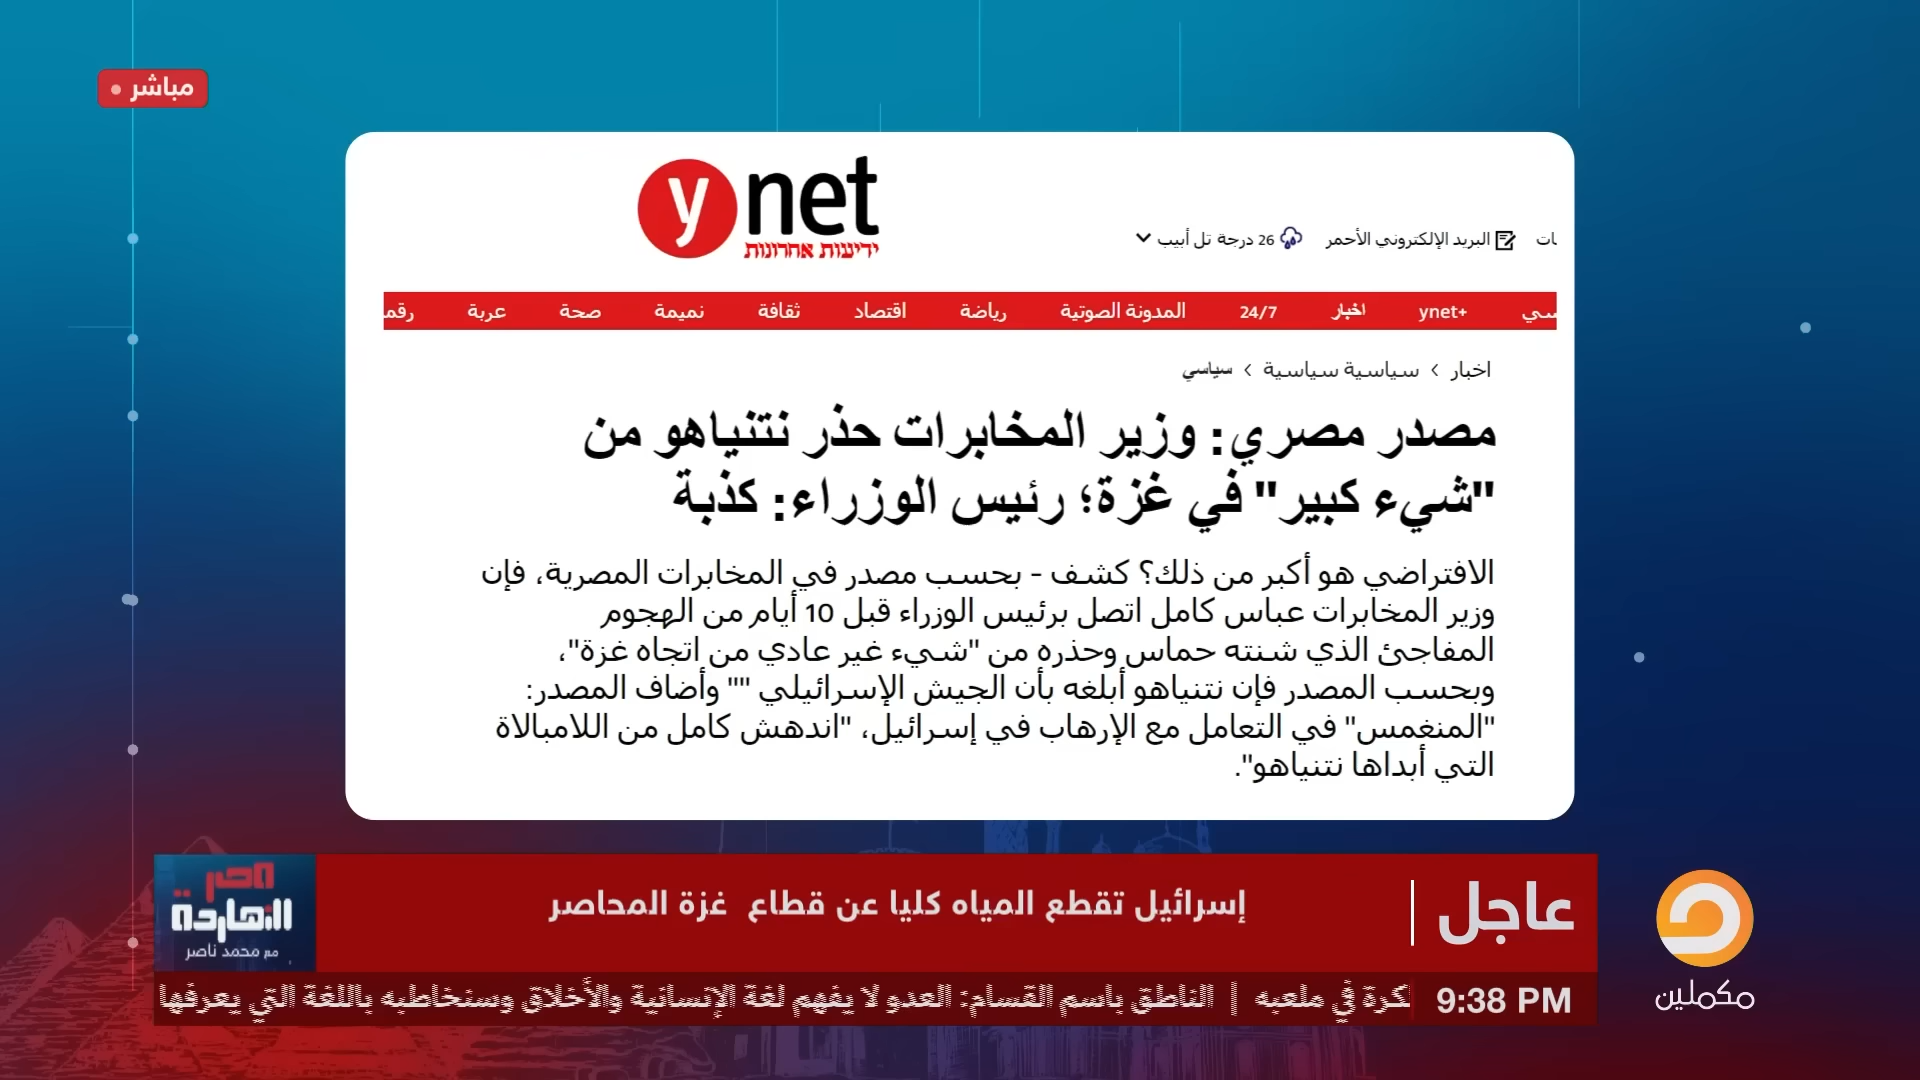 مباشر
ynet
ידיעות אחרונות
ات البريد الإلكتروني الأحمر 26 درجة تل أبيب
سي ynet+ اخبار 24/7 المدونة الصوتية رياضة اقتصاد ثقافة نميمة صحة عربة رقمـ
اخبار › سياسية سياسية › سياسي
مصدر مصري: وزير المخابرات حذر نتنياهو من
"شيء كبير" في غزة؛ رئيس الوزراء: كذبة
الافتراضي هو أكبر من ذلك؟ كشف - بحسب مصدر في المخابرات المصرية، فإن
وزير المخابرات عباس كامل اتصل برئيس الوزراء قبل 10 أيام من الهجوم
المفاجئ الذي شنته حماس وحذره من "شيء غير عادي من اتجاه غزة"،
وبحسب المصدر فإن نتنياهو أبلغه بأن الجيش الإسرائيلي "" وأضاف المصدر:
"المنغمس" في التعامل مع الإرهاب في إسرائيل، "اندهش كامل من اللامبالاة
التي أبداها نتنياهو".
عاجل
إسرائيل تقطع المياه كليا عن قطاع غزة المحاصر
مصر
النهاردة
مع محمد ناصر
9:38 PM
لكرة في ملعبه | الناطق باسم القسام: العدو لا يفهم لغة الإنسانية والأخلاق وسنخاطبه باللغة التي يعرفها
مكملين